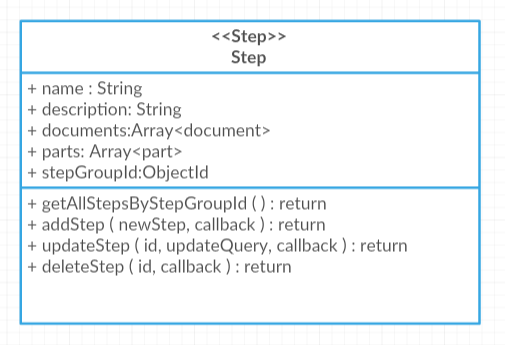 <<Step>>
Step
+ name : String
+ description: String
+ documents:Array<document>
+ parts: Array<part>
+ stepGroupId:ObjectId
+ getAllStepsByStepGroupId ( ) : return
+ addStep ( newStep, callback ) : return
+ updateStep ( id, updateQuery, callback ) : return
+ deleteStep ( id, callback ) : return